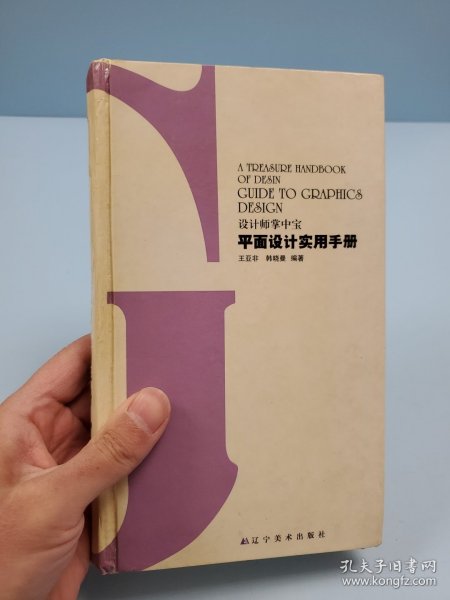 A TREASURE HANDBOOK
OF DESIN
GUIDE TO GRAPHICS
DESIGN
设计师掌中宝
平面设计实用手册
王亚非 韩晓曼 编著
辽宁美术出版社
孔夫子旧书网
www.kongfz.com